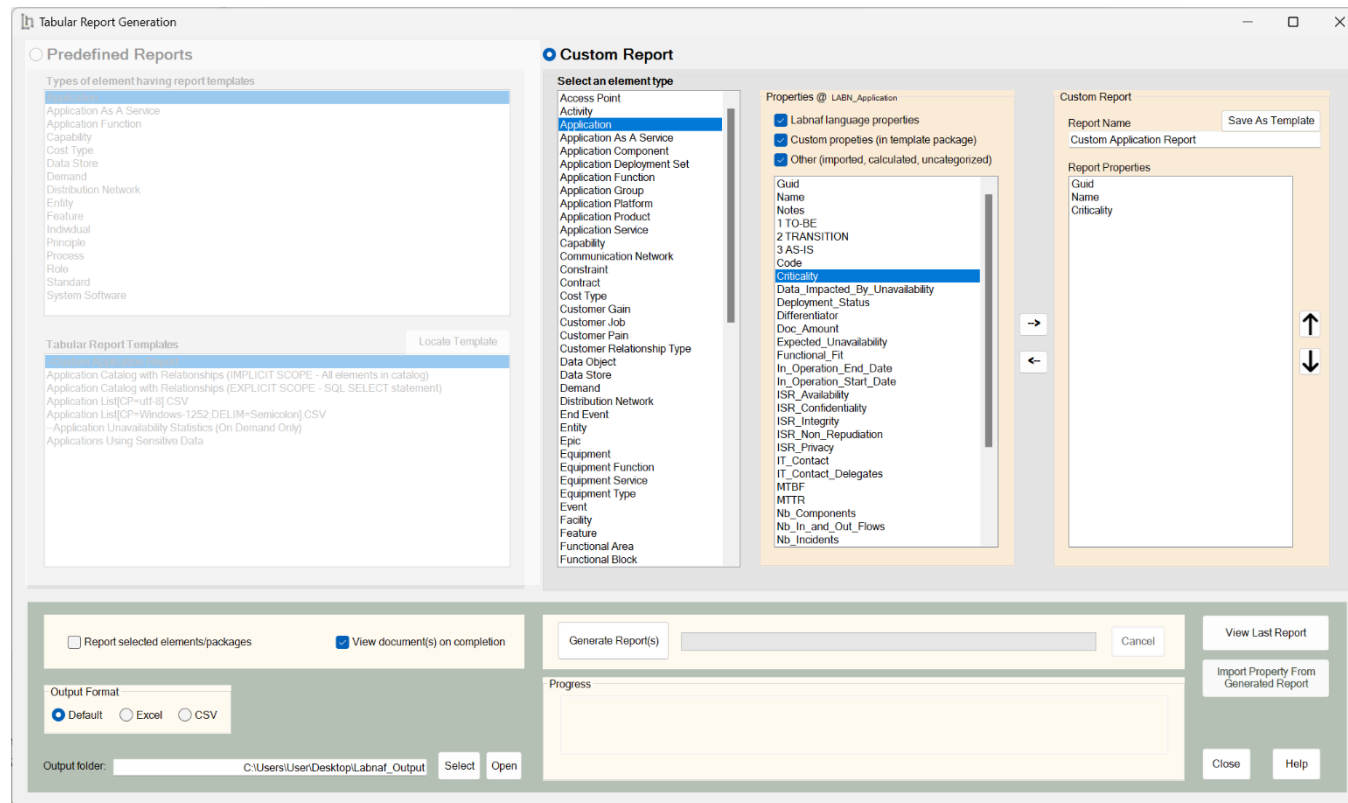 Tabular Report Generation
Predefined Reports
Types of element having report templates
Application As A Service
Application Function
Capability
Cost Type
Data Store
Demand
Distribution Network
Entity
Feature
Individual
Principle
Process
Role
Standard
System Software
Tabular Report Templates
Locate Template
Application Catalog with Relationships (IMPLICIT SCOPE - All elements in catalog)
Application Catalog with Relationships (EXPLICIT SCOPE - SQL SELECT statement)
Application List[CP=utf-8].CSV
Application List[CP=Windows-1252;DELIM=Semicolon].CSV
--Application Unavailability Statistics (On Demand Only)
Applications Using Sensitive Data
Custom Report
Select an element type
Access Point
Activity
Application
Application As A Service
Application Component
Application Deployment Set
Application Function
Application Group
Application Platform
Application Product
Application Service
Capability
Communication Network
Constraint
Contract
Cost Type
Customer Gain
Customer Job
Customer Pain
Customer Relationship Type
Data Object
Data Store
Demand
Distribution Network
End Event
Entity
Epic
Equipment
Equipment Function
Equipment Service
Equipment Type
Event
Facility
Feature
Functional Area
Functional Block
Properties @ LABN_Application
Labnaf language properties
Custom propeties (in template package)
Other (imported, calculated, uncategorized)
Guid
Name
Notes
1 TO-BE
2 TRANSITION
3 AS-IS
Code
Criticality
Data_Impacted_By_Unavailability
Deployment_Status
Differentiator
Doc_Amount
Expected_Unavailability
Functional_Fit
In_Operation_End_Date
In_Operation_Start_Date
ISR_Availability
ISR_Confidentiality
ISR_Integrity
ISR_Non_Repudiation
ISR_Privacy
IT_Contact
IT_Contact_Delegates
MTBF
MTTR
Nb_Components
Nb_In_and_Out_Flows
Nb_Incidents
-->
<--
Custom Report
Report Name
Save As Template
Custom Application Report
Report Properties
Guid
Name
Criticality
Report selected elements/packages
View document(s) on completion
Output Format
Default
Excel
CSV
Output folder:
C:\Users\User\Desktop\Labnaf_Output
Select
Open
Generate Report(s)
Cancel
Progress
View Last Report
Import Property From
Generated Report
Close
Help